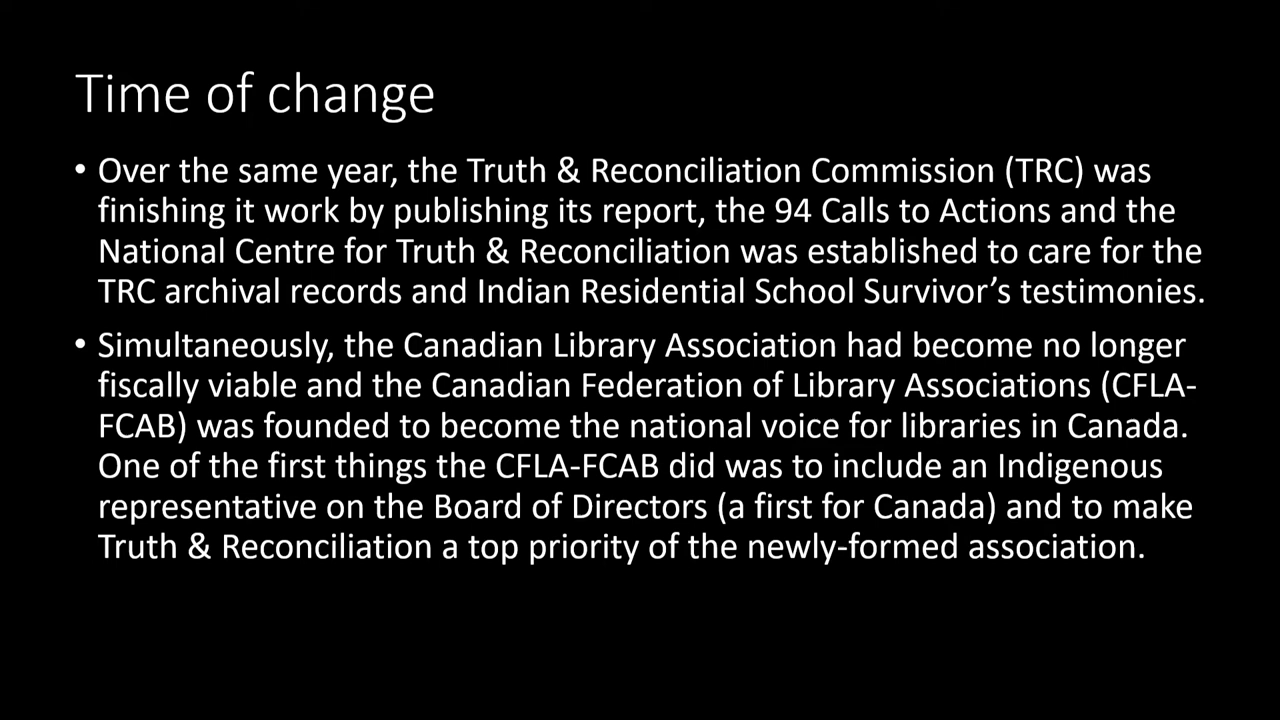 Time of change
• Over the same year, the Truth & Reconciliation Commission (TRC) was
finishing it work by publishing its report, the 94 Calls to Actions and the
National Centre for Truth & Reconciliation was established to care for the
TRC archival records and Indian Residential School Survivor’s testimonies.
• Simultaneously, the Canadian Library Association had become no longer
fiscally viable and the Canadian Federation of Library Associations (CFLA-
FCAB) was founded to become the national voice for libraries in Canada.
One of the first things the CFLA-FCAB did was to include an Indigenous
representative on the Board of Directors (a first for Canada) and to make
Truth & Reconciliation a top priority of the newly-formed association.